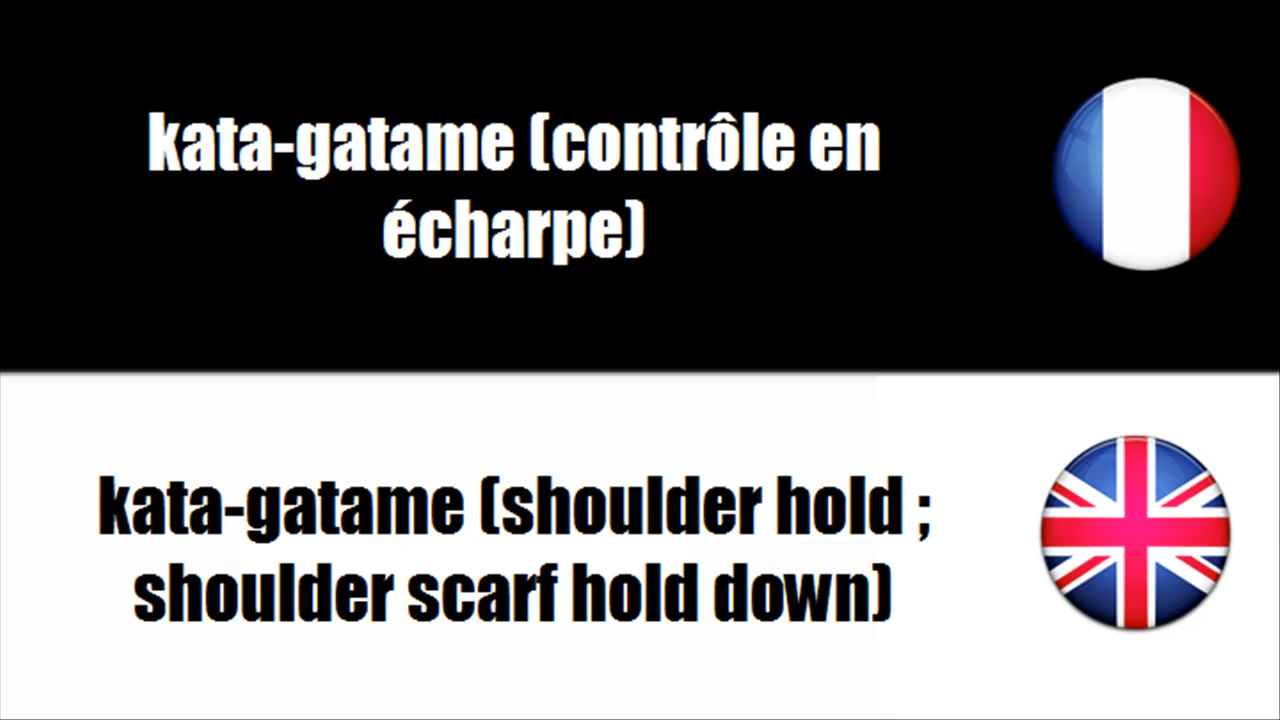 kata-gatame (contrôle en
écharpe)
kata-gatame (shoulder hold ;
shoulder scarf hold down)